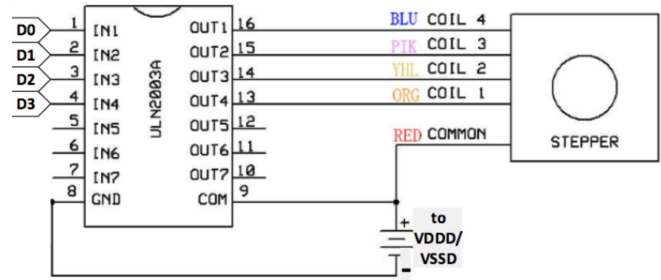 D0 1 IN1 OUT1 16 BLU COIL 4
D1 2 IN2 OUT2 15 PIK COIL 3
D2 3 IN3 OUT3 14 YHL COIL 2
D3 4 IN4 OUT4 13 ORG COIL 1
5 IN5 OUT5 12
6 IN6 OUT6 11
7 IN7 OUT7 10
8 GND COM 9
ULN2003A
RED COMMON
STEPPER
+ to
VDDD/
VSSD
-